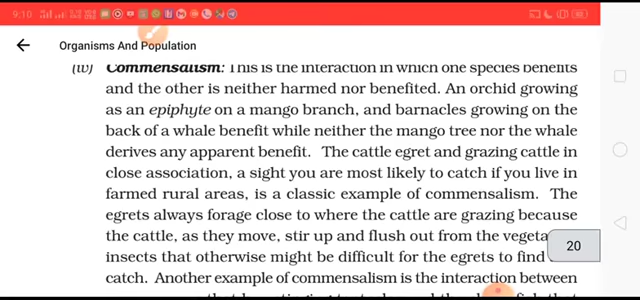 9:10
Organisms And Population
(iv) Commensalism: This is the interaction in which one species benefits
and the other is neither harmed nor benefited. An orchid growing
as an epiphyte on a mango branch, and barnacles growing on the
back of a whale benefit while neither the mango tree nor the whale
derives any apparent benefit. The cattle egret and grazing cattle in
close association, a sight you are most likely to catch if you live in
farmed rural areas, is a classic example of commensalism. The
egrets always forage close to where the cattle are grazing because
the cattle, as they move, stir up and flush out from the vegeta
insects that otherwise might be difficult for the egrets to find
catch. Another example of commensalism is the interaction between
20